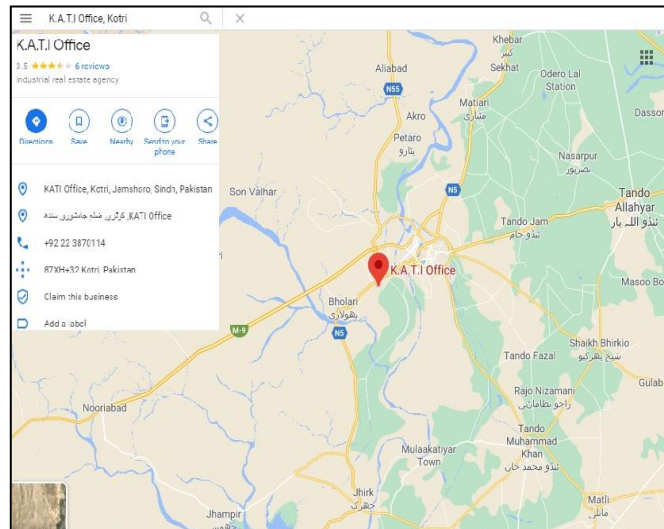 K.A.T.I Office, Kotri
K.A.T.I Office
3.5 6 reviews
Industrial real estate agency
Directions
Save
Nearby
Send to your
phone
Share
KATI Office, Kotri, Jamshoro, Sindh, Pakistan
KATI Office, کوٹری, ضلع جامشورو, سندھ
+92 22 3870114
87XH+32 Kotri, Pakistan
Claim this business
Add a label
Khebar
کیبر
Sekhat
Aliabad
N55
Odero Lal
Station
Matiari
مٹیاری
Dasson
Akro
Petaro
پٹارو
Nasarpur
نصرپور
Son Valhar
N5
Tando
Allahyar
ٹنڈو اللہ یار
Tando Jam
ٹنڈو جام
K.A.T.I Office
Masoo Bo
Bholari
بھولاری
N5
M-9
Shaikh Bhirkio
شیخ بھرکیو
Tando Fazal
Gulab
Rajo Nizamani
راجو نظامانی
Nooriabad
Tando
Muhammad
Khan
ٹنڈو محمد خان
Mulaakatiyar
Town
Jhirk
جھرک
Matli
ماتلی
Jhampir